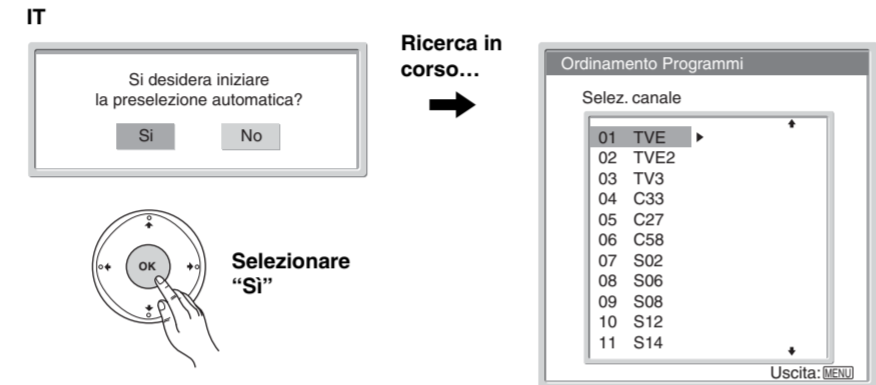 IT
Si desidera iniziare
la preselezione automatica?
Si No
OK
Selezionare
“Sì”
Ricerca in
corso…
Ordinamento Programmi
Selez. canale
01 TVE
02 TVE2
03 TV3
04 C33
05 C27
06 C58
07 S02
08 S06
09 S08
10 S12
11 S14
Uscita: MENU